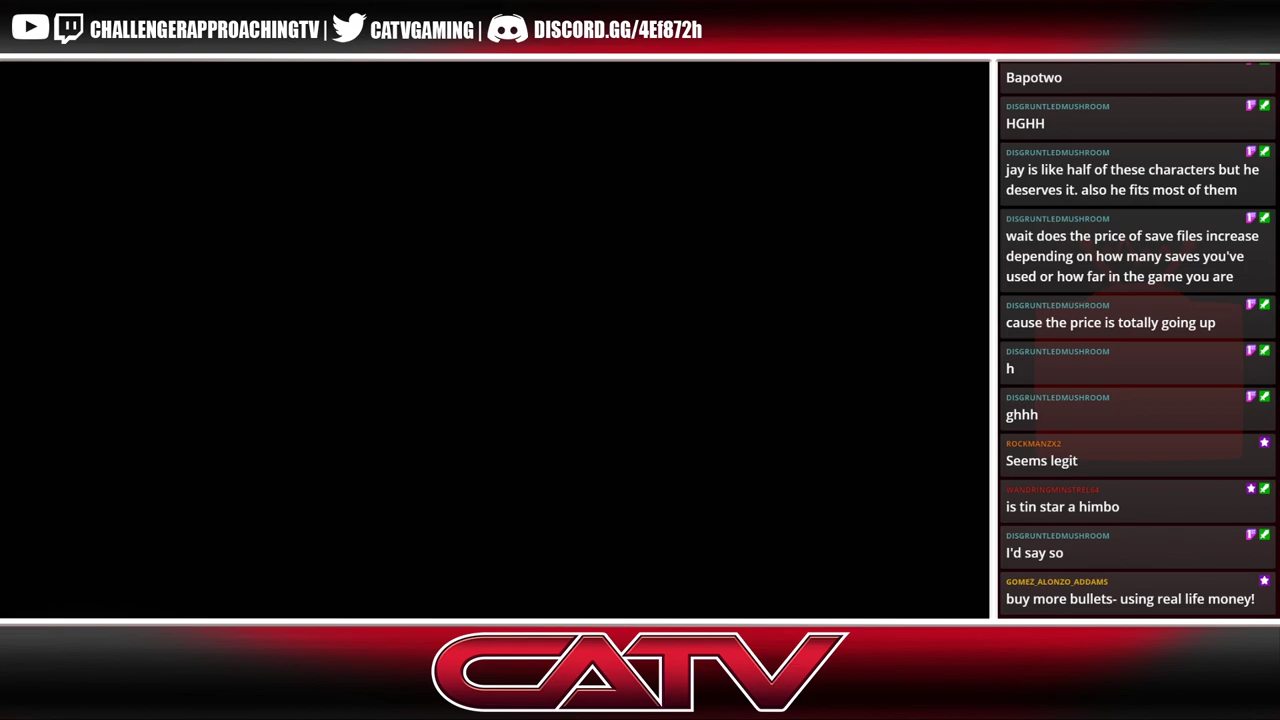 CHALLENGERAPPROACHINGTV | CATVGAMING | DISCORD.GG/4Ef872h
Bapotwo
DISGRUNTLEDMUSHROOM
HGHH
DISGRUNTLEDMUSHROOM
jay is like half of these characters but he
deserves it. also he fits most of them
DISGRUNTLEDMUSHROOM
wait does the price of save files increase
depending on how many saves you've
used or how far in the game you are
DISGRUNTLEDMUSHROOM
cause the price is totally going up
DISGRUNTLEDMUSHROOM
h
DISGRUNTLEDMUSHROOM
ghhh
ROCKMANZX2
Seems legit
WANDRINGMINSTREL64
is tin star a himbo
DISGRUNTLEDMUSHROOM
I'd say so
GOMEZ_ALONZO_ADDAMS
buy more bullets- using real life money!
CATV